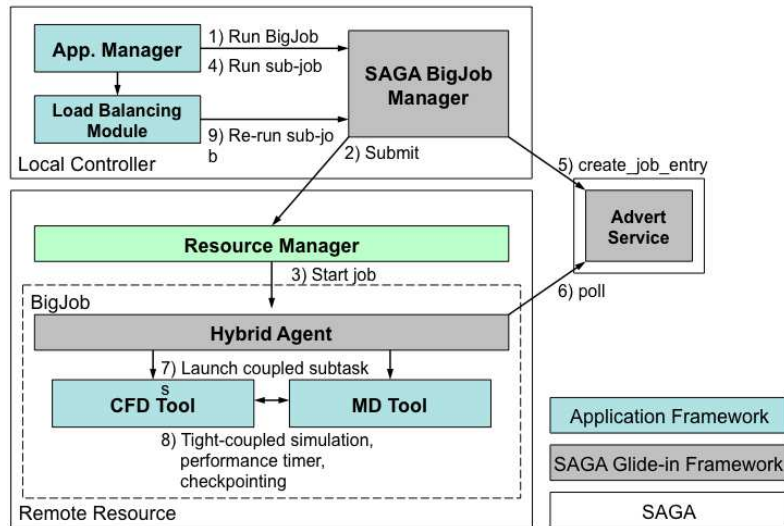 1) Run BigJob
App. Manager
4) Run sub-job
SAGA BigJob
Manager
Load Balancing
Module
9) Re-run sub-jo
b
Local Controller
2) Submit
5) create_job_entry
Advert
Service
Resource Manager
3) Start job
6) poll
BigJob
Hybrid Agent
7) Launch coupled subtask
s
CFD Tool
MD Tool
8) Tight-coupled simulation,
performance timer,
checkpointing
Remote Resource
Application Framework
SAGA Glide-in Framework
SAGA